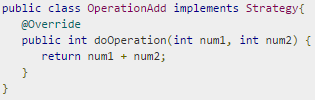 public class OperationAdd implements Strategy{
@Override
public int doOperation(int num1, int num2) {
return num1 + num2;
}
}